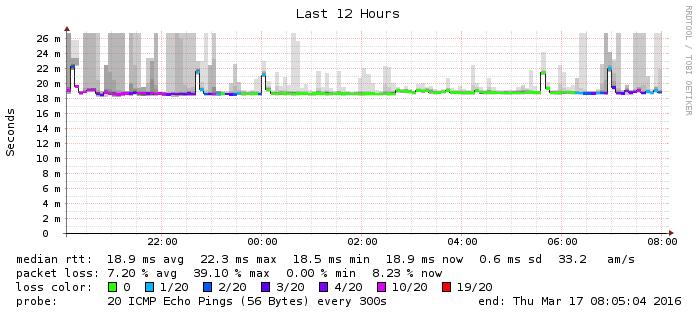 Last 12 Hours
RRDTOOL / TOBI OETIKER
Seconds
26 m
24 m
22 m
20 m
18 m
16 m
14 m
12 m
10 m
8 m
6 m
4 m
2 m
0
22:00 00:00 02:00 04:00 06:00 08:00
median rtt: 18.9 ms avg 22.3 ms max 18.5 ms min 18.9 ms now 0.6 ms sd 33.2 am/s
packet loss: 7.20 % avg 39.10 % max 0.00 % min 8.23 % now
loss color: 0 1/20 2/20 3/20 4/20 10/20 19/20
probe: 20 ICMP Echo Pings (56 Bytes) every 300s end: Thu Mar 17 08:05:04 2016